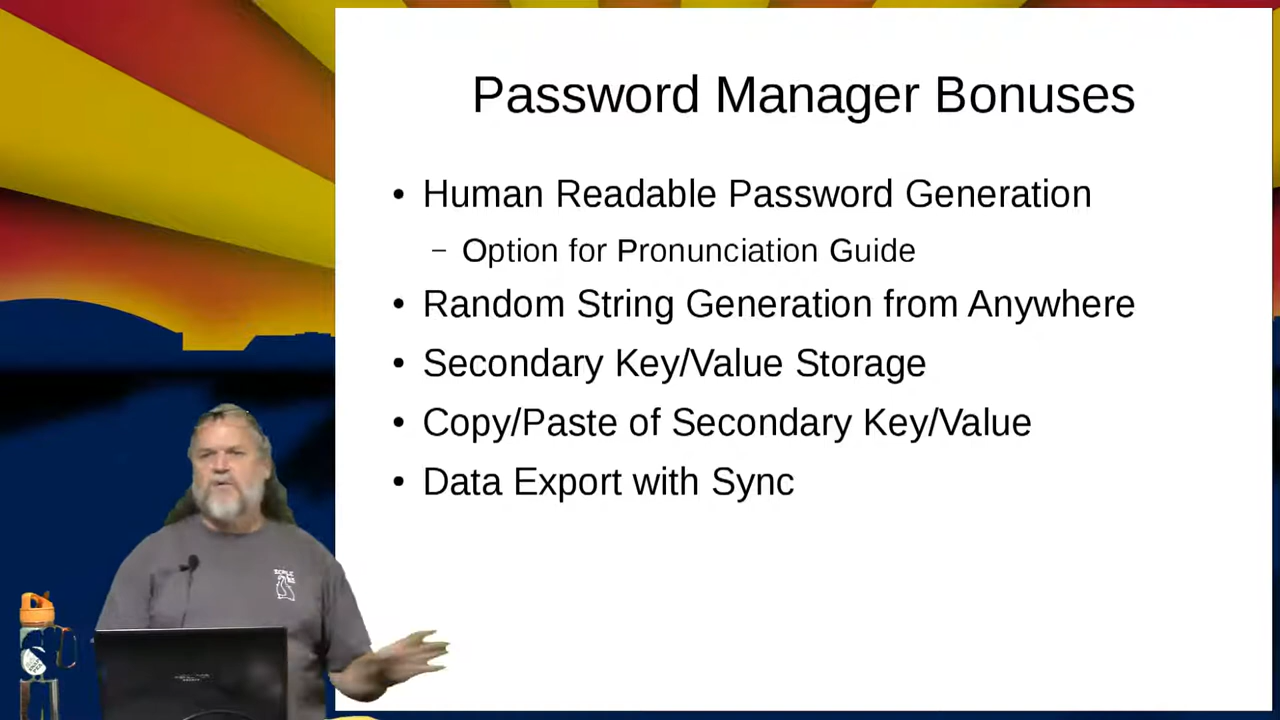 Password Manager Bonuses
• Human Readable Password Generation
– Option for Pronunciation Guide
• Random String Generation from Anywhere
• Secondary Key/Value Storage
• Copy/Paste of Secondary Key/Value
• Data Export with Sync